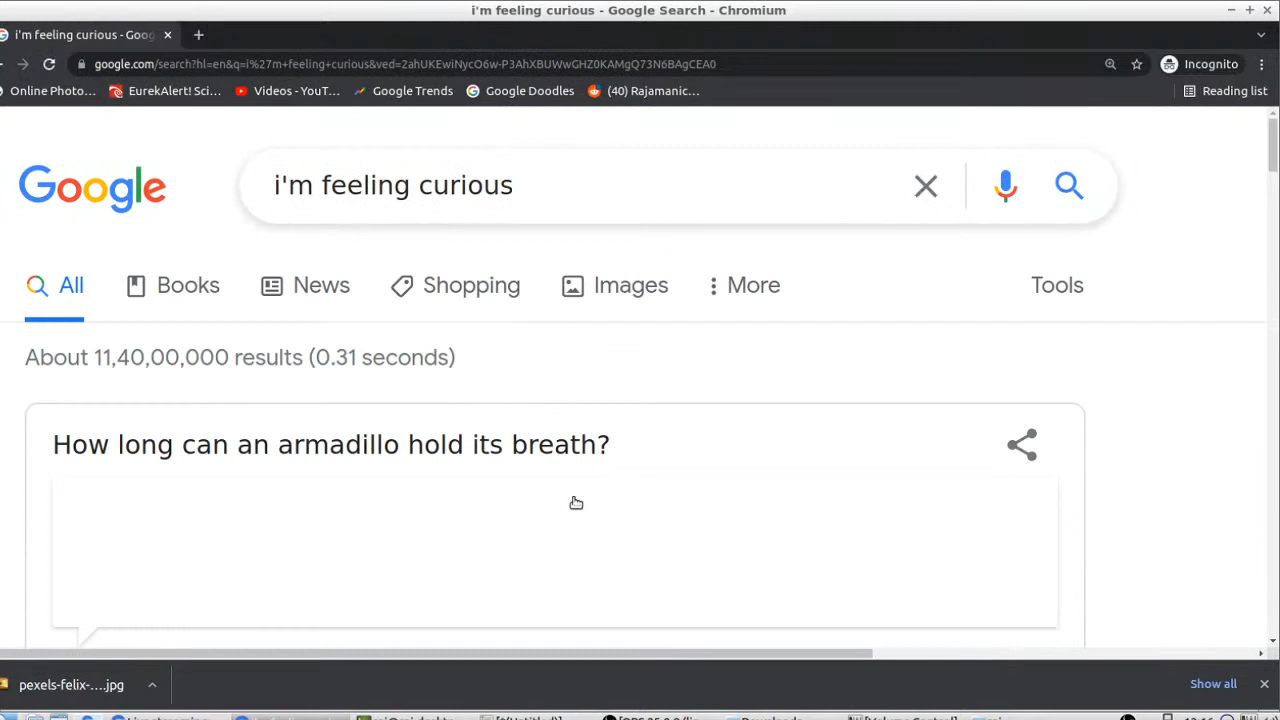 i'm feeling curious - Google Search - Chromium
i'm feeling curious - Goog
google.com/search?hl=en&q=i%27m+feeling+curious&ved=2ahUKEwiNycO6w-P3AhXBUWwGHZ0KAMgQ73N6BAgCEA0
Incognito
Online Photo... EurekAlert! Sci... Videos - YouT... Google Trends Google Doodles (40) Rajamanic... Reading list
Google
i'm feeling curious
All Books News Shopping Images More Tools
About 11,40,00,000 results (0.31 seconds)
How long can an armadillo hold its breath?
pexels-felix-....jpg
Show all